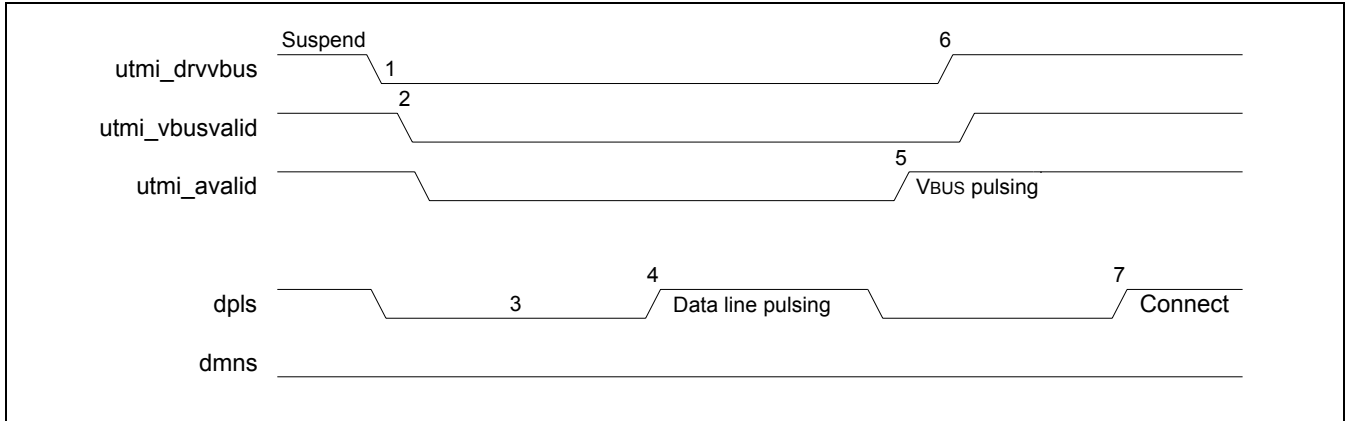 Suspend
6
utmi_drvvbus
1
2
utmi_vbusvalid
5
utmi_avalid
VBUS pulsing
4
7
dpls
3
Data line pulsing
Connect
dmns